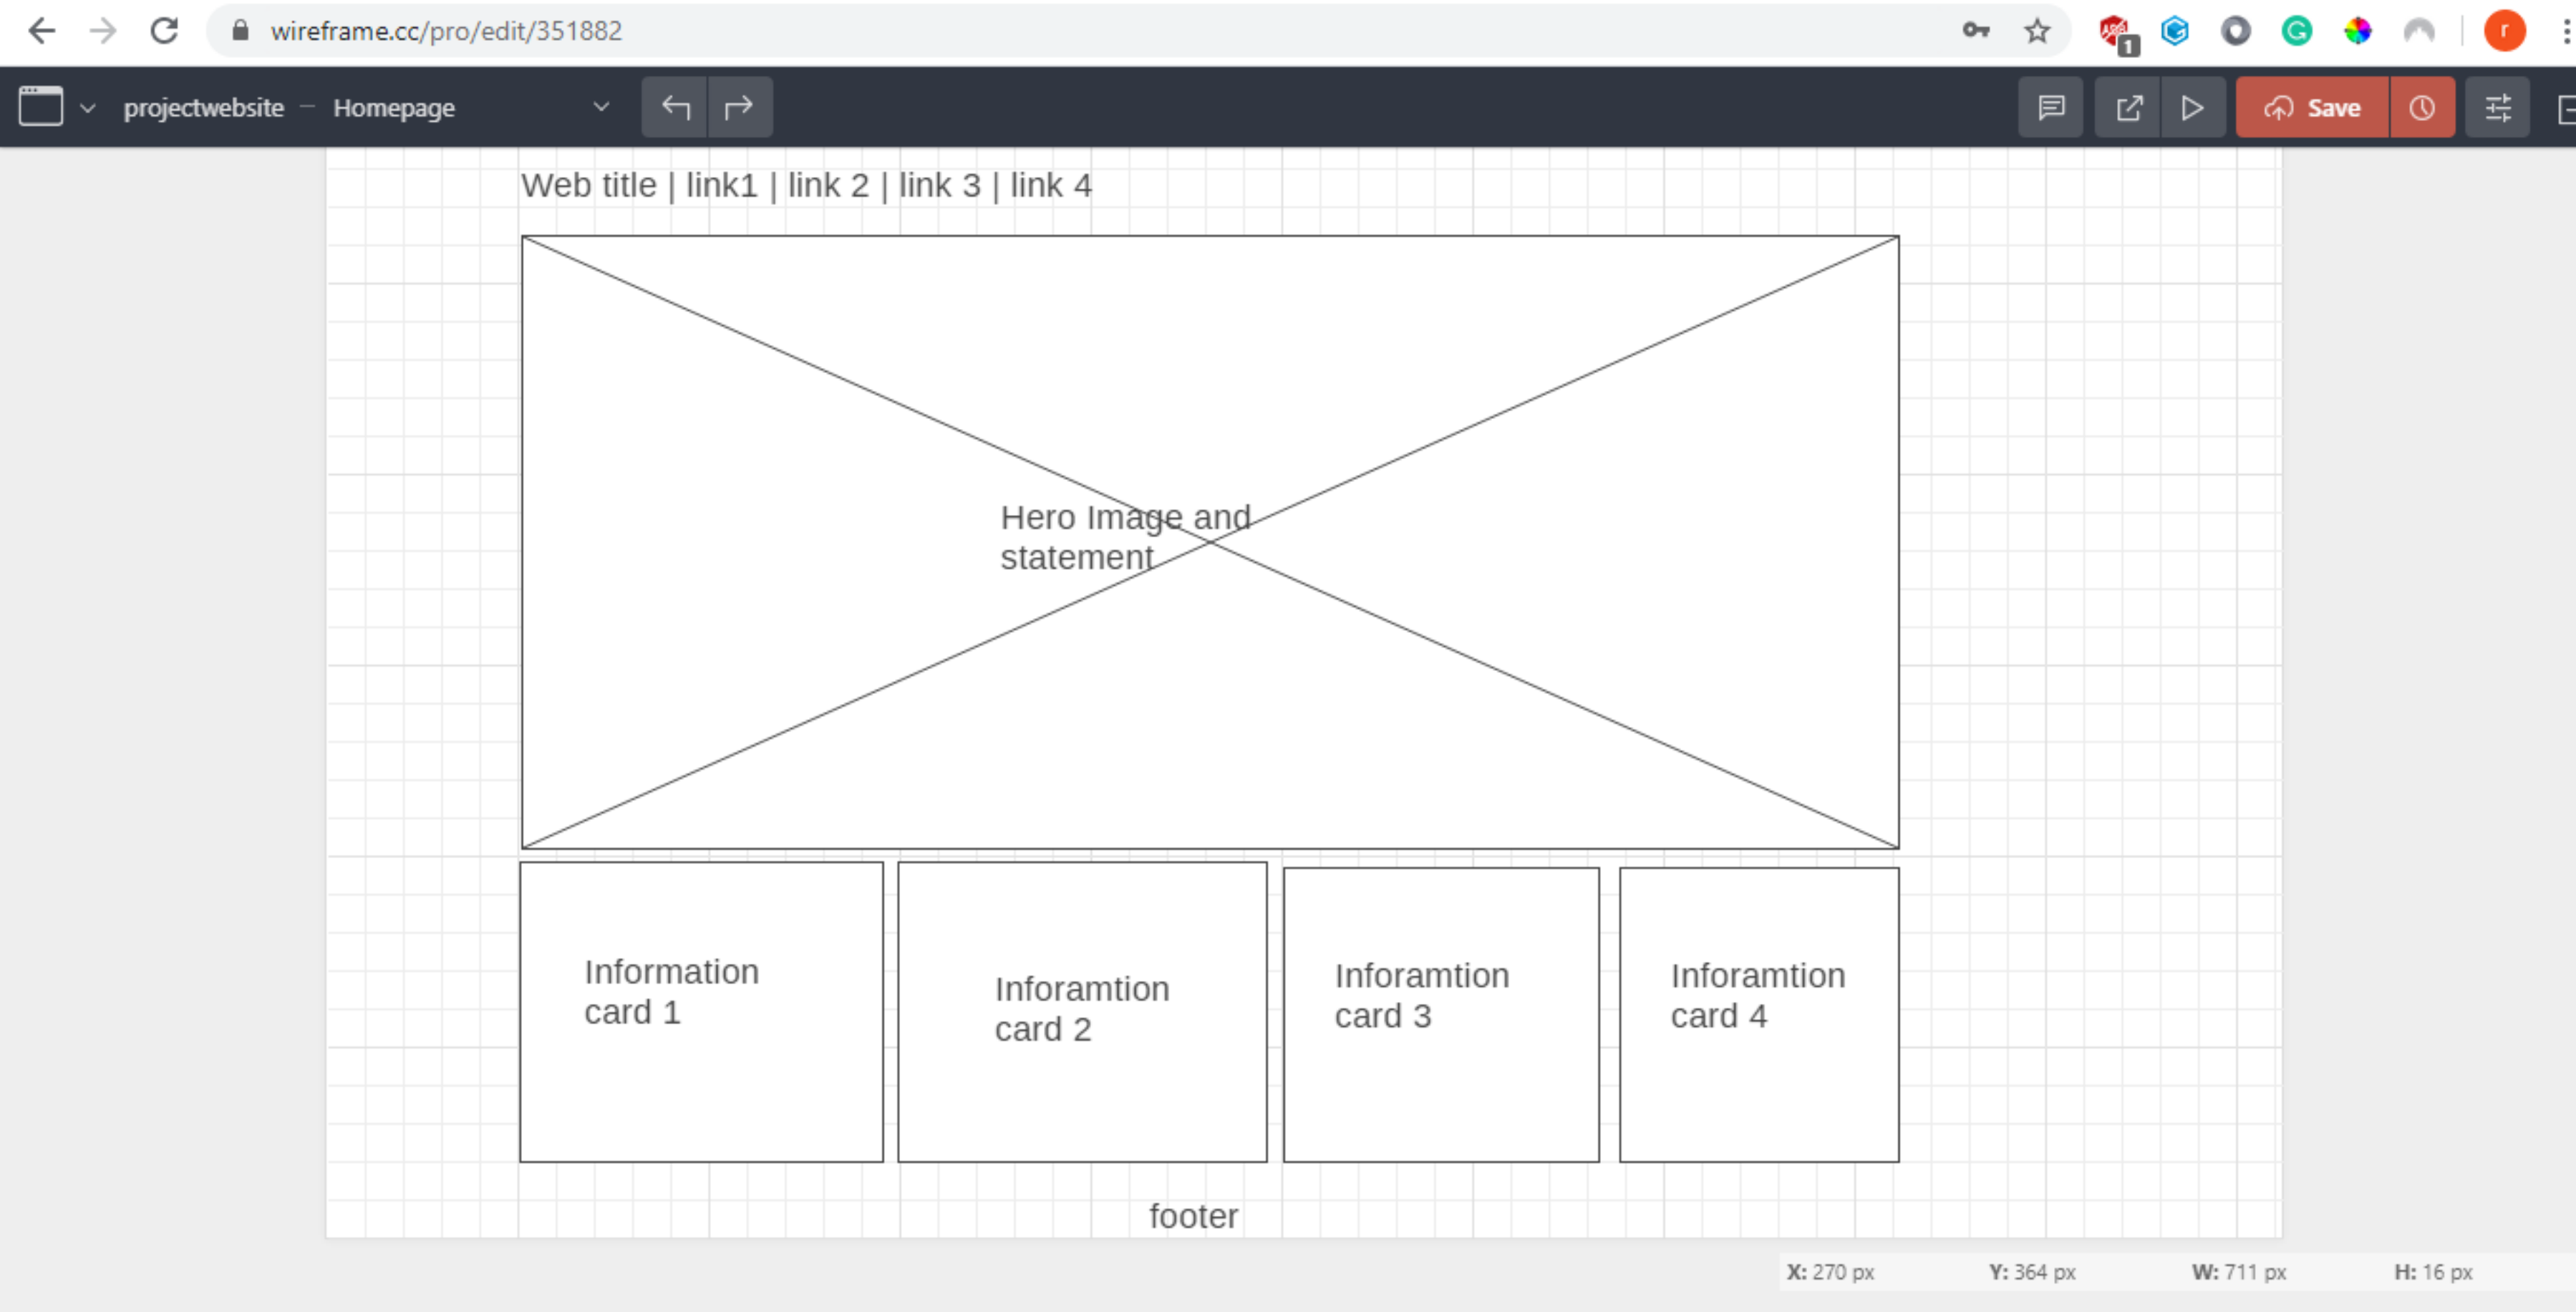 wireframe.cc/pro/edit/351882
1
r
projectwebsite – Homepage
Save
Web title | link1 | link 2 | link 3 | link 4
Hero Image and
statement
Information
card 1
Inforamtion
card 2
Inforamtion
card 3
Inforamtion
card 4
footer
X: 270 px Y: 364 px W: 711 px H: 16 px